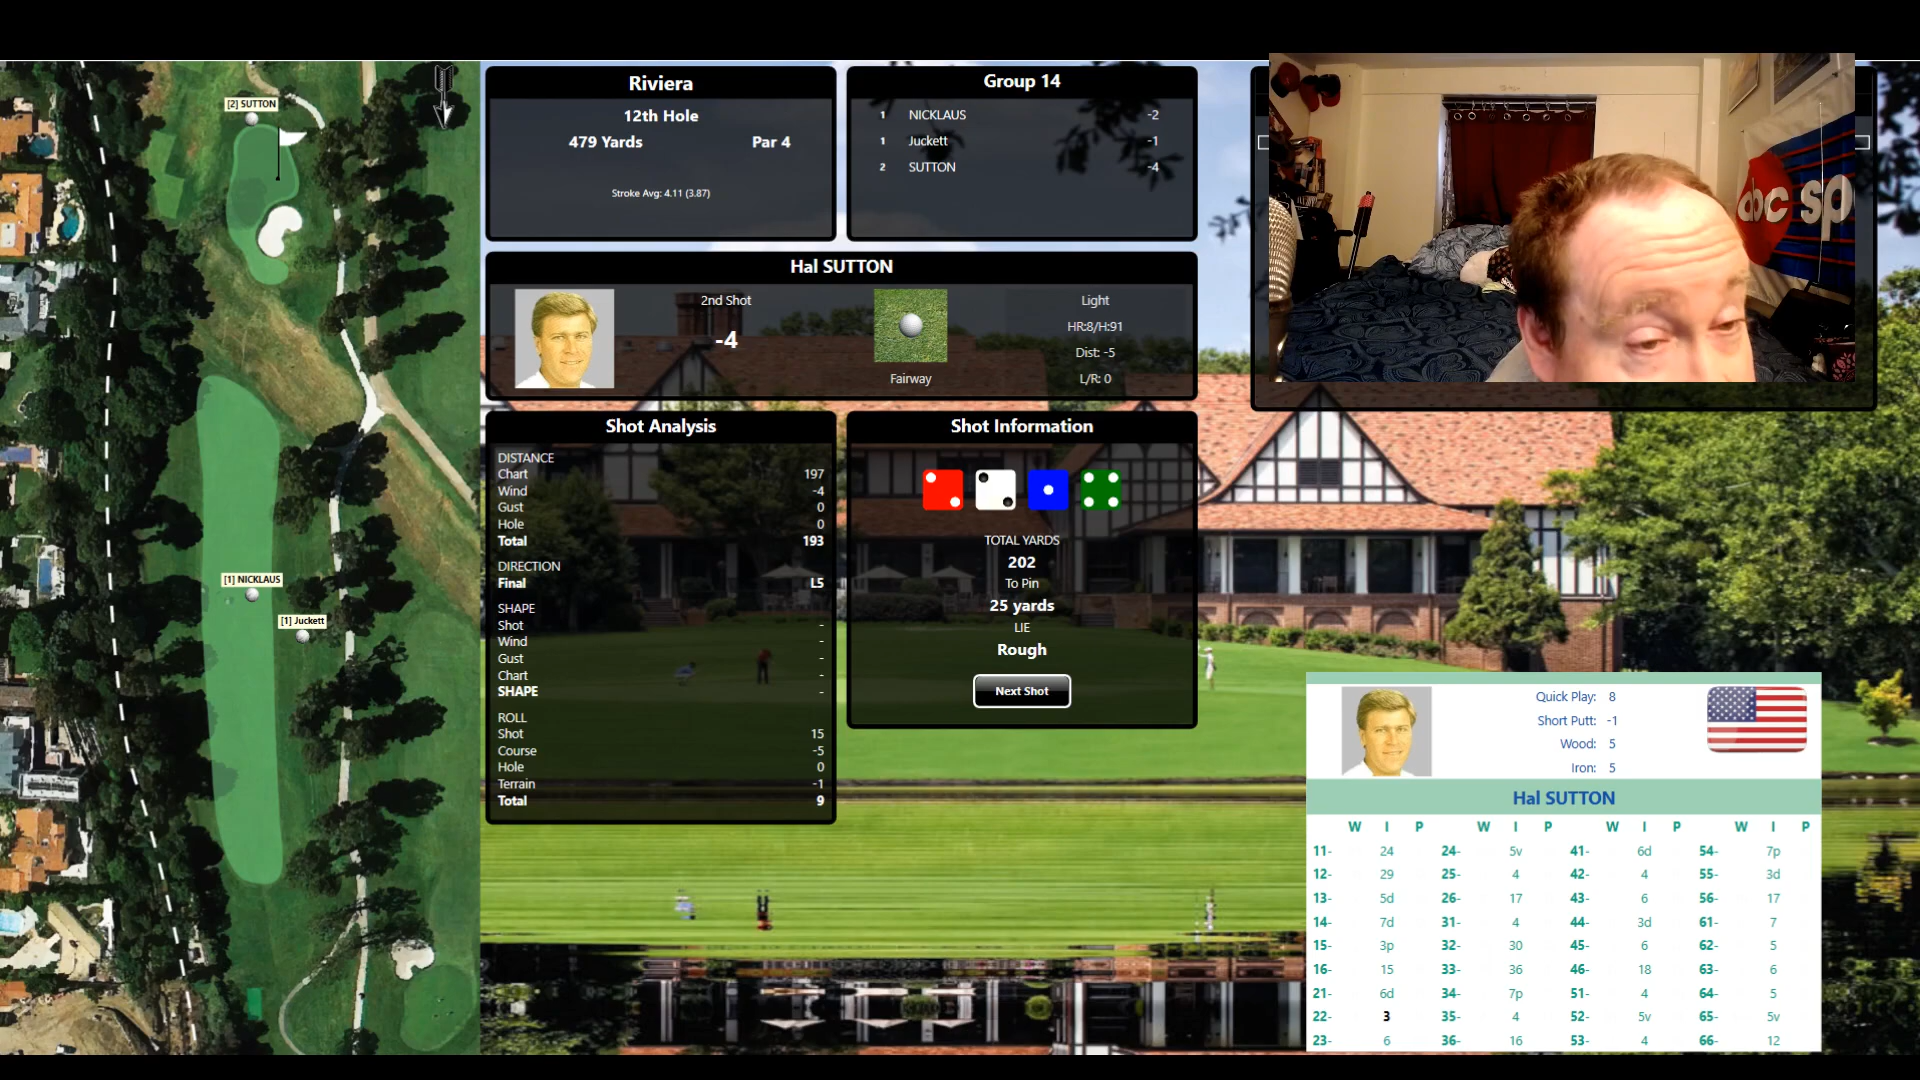 [2] SUTTON
[1] NICKLAUS
[1] Juckett
Riviera
12th Hole
479 Yards Par 4
Stroke Avg: 4.11 (3.87)
Group 14
1 NICKLAUS -2
1 Juckett -1
2 SUTTON -4
Hal SUTTON
2nd Shot
-4
Fairway
Light
HR:8/H:91
Dist: -5
L/R: 0
Shot Analysis
DISTANCE
Chart 197
Wind -4
Gust 0
Hole 0
Total 193
DIRECTION
Final L5
SHAPE
Shot -
Wind -
Gust -
Chart -
SHAPE -
ROLL
Shot 15
Course -5
Hole 0
Terrain -1
Total 9
Shot Information
TOTAL YARDS
202
To Pin
25 yards
LIE
Rough
Next Shot
abc sp
Quick Play: 8
Short Putt: -1
Wood: 5
Iron: 5
Hal SUTTON
W I P W I P W I P W I P
11- 24 24- 5v 41- 6d 54- 7p
12- 29 25- 4 42- 4 55- 3d
13- 5d 26- 17 43- 6 56- 17
14- 7d 31- 4 44- 3d 61- 7
15- 3p 32- 30 45- 6 62- 5
16- 15 33- 36 46- 18 63- 6
21- 6d 34- 7p 51- 4 64- 5
22- 3 35- 4 52- 5v 65- 5v
23- 6 36- 16 53- 4 66- 12